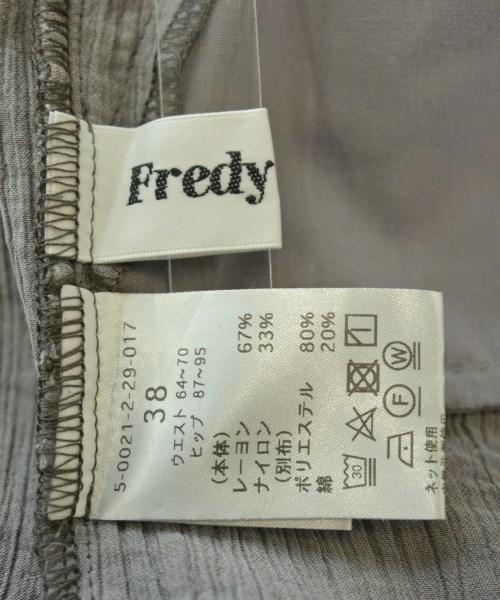 Fredy
5-0021-2-29-017
38
ウエスト 64~70
ヒップ 87~95
(本体)
レーヨン 67%
ナイロン 33%
(別布)
ポリエステル 80%
綿 20%
30
F W
ネット使用